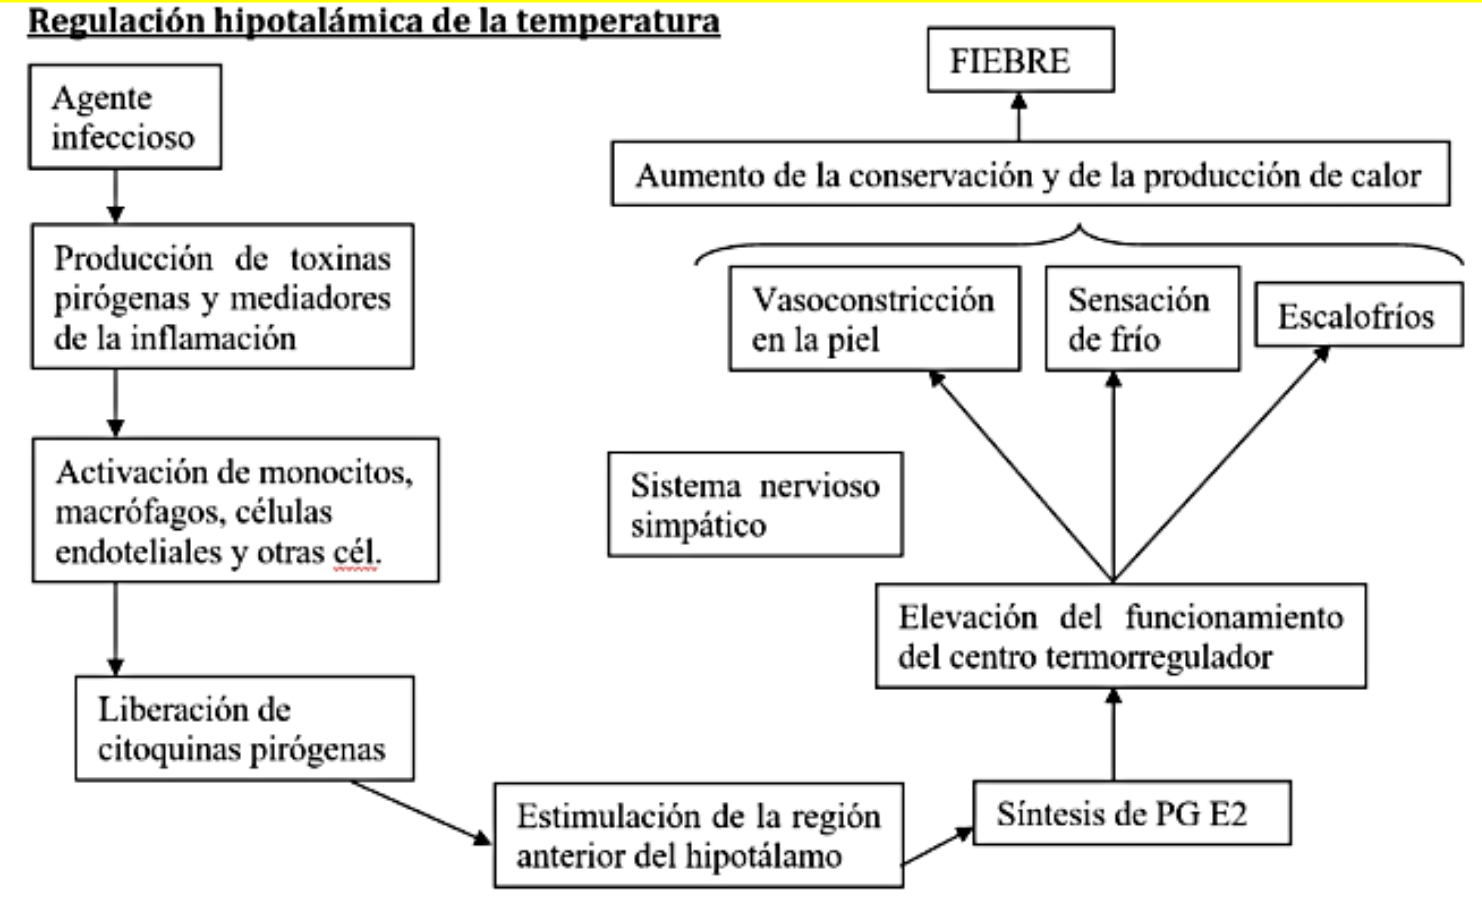 Regulación hipotalámica de la temperatura
Agente
infeccioso
Producción de toxinas
pirógenas y mediadores
de la inflamación
Activación de monocitos,
macrófagos, células
endoteliales y otras cél.
Liberación de
citoquinas pirógenas
Estimulación de la región
anterior del hipotálamo
Síntesis de PG E2
Elevación del funcionamiento
del centro termorregulador
Sistema nervioso
simpático
Vasoconstricción
en la piel
Sensación
de frío
Escalofríos
Aumento de la conservación y de la producción de calor
FIEBRE